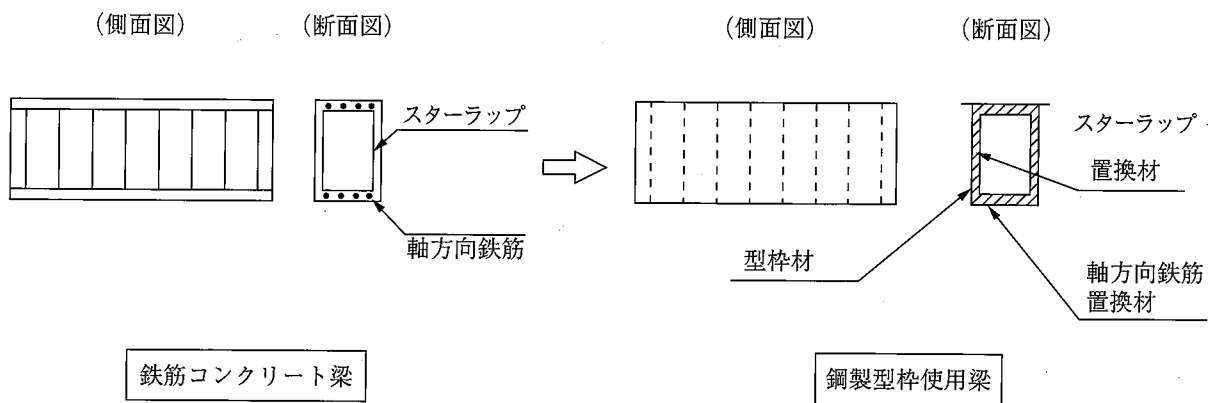 (側面図)
(断面図)
(側面図)
(断面図)
スターラップ
軸方向鉄筋
スターラップ
置換材
型枠材
軸方向鉄筋
置換材
鉄筋コンクリート梁
鋼製型枠使用梁